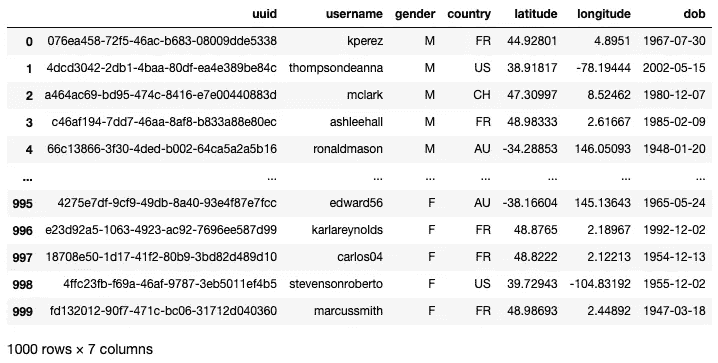 uuid username gender country latitude longitude dob
0 076ea458-72f5-46ac-b683-08009dde5338 kperez M FR 44.92801 4.8951 1967-07-30
1 4dcd3042-2db1-4baa-80df-ea4e389be84c thompsondeanna M US 38.91817 -78.19444 2002-05-15
2 a464ac69-bd95-474c-8416-e7e00440883d mclark M CH 47.30997 8.52462 1980-12-07
3 c46af194-7dd7-46aa-8af8-b833a88e80ec ashleehall M FR 48.98333 2.61667 1985-02-09
4 66c13866-3f30-4ded-b002-64ca5a2a5b16 ronaldmason M AU -34.28853 146.05093 1948-01-20
... ... ... ... ... ... ... ...
995 4275e7df-9cf9-49db-8a40-93e4f87e7fcc edward56 F AU -38.16604 145.13643 1965-05-24
996 e23d92a5-1063-4923-ac92-7696ee587d99 karlareynolds F FR 48.8765 2.18967 1992-12-02
997 18708e50-1d17-41f2-80b9-3bd82d489d10 carlos04 F FR 48.8222 2.12213 1954-12-13
998 4ffc23fb-f69a-46af-9787-3eb5011ef4b5 stevensonroberto F US 39.72943 -104.83192 1955-12-02
999 fd132012-90f7-471c-bc06-31712d040360 marcussmith F FR 48.98693 2.44892 1947-03-18
1000 rows × 7 columns